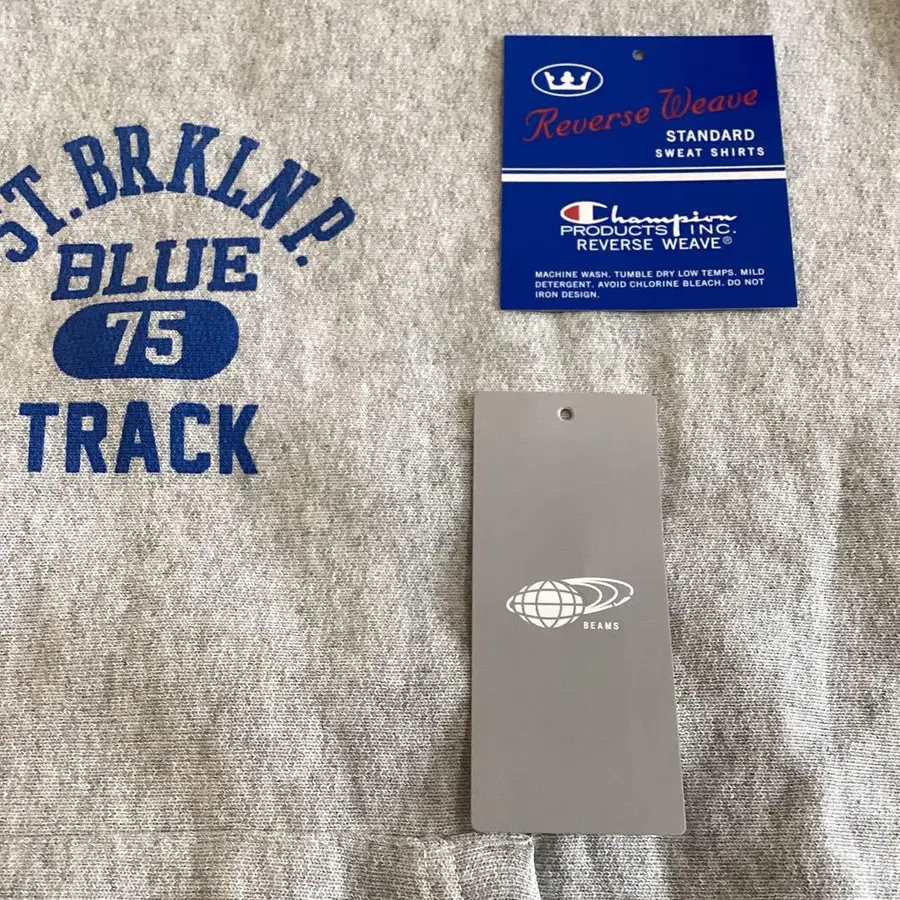 ST. BRKLN P.
BLUE
75
TRACK
Reverse Weave
STANDARD
SWEAT SHIRTS
Champion
PRODUCTS INC.
REVERSE WEAVE®
MACHINE WASH. TUMBLE DRY LOW TEMPS. MILD
DETERGENT. AVOID CHLORINE BLEACH. DO NOT
IRON DESIGN.
BEAMS